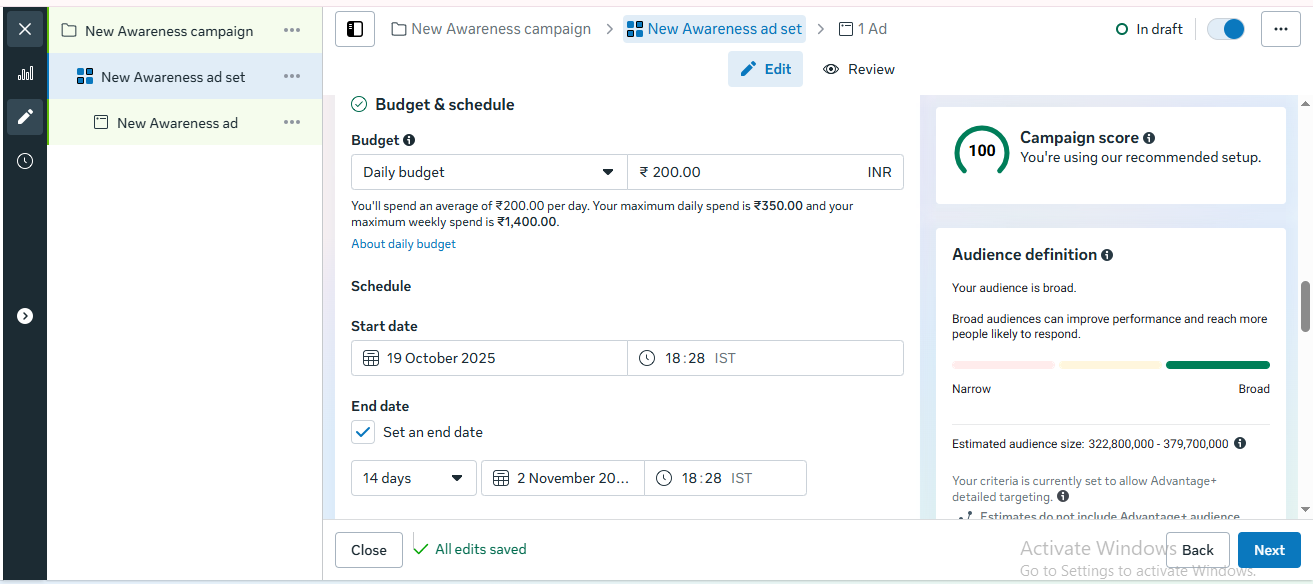 New Awareness campaign
New Awareness ad set
New Awareness ad
New Awareness campaign
New Awareness ad set
1 Ad
In draft
Edit
Review
Budget & schedule
Budget
Daily budget
₹ 200.00
INR
You'll spend an average of ₹200.00 per day. Your maximum daily spend is ₹350.00 and your
maximum weekly spend is ₹1,400.00.
About daily budget
Schedule
Start date
19 October 2025
18:28 IST
End date
Set an end date
14 days
2 November 20...
18:28 IST
100
Campaign score
You're using our recommended setup.
Audience definition
Your audience is broad.
Broad audiences can improve performance and reach more
people likely to respond.
Narrow
Broad
Estimated audience size: 322,800,000 - 379,700,000
Your criteria is currently set to allow Advantage+
detailed targeting.
Estimates do not include Advantage+ audience
Close
All edits saved
Back
Next
Activate Windows
Go to Settings to activate Windows.